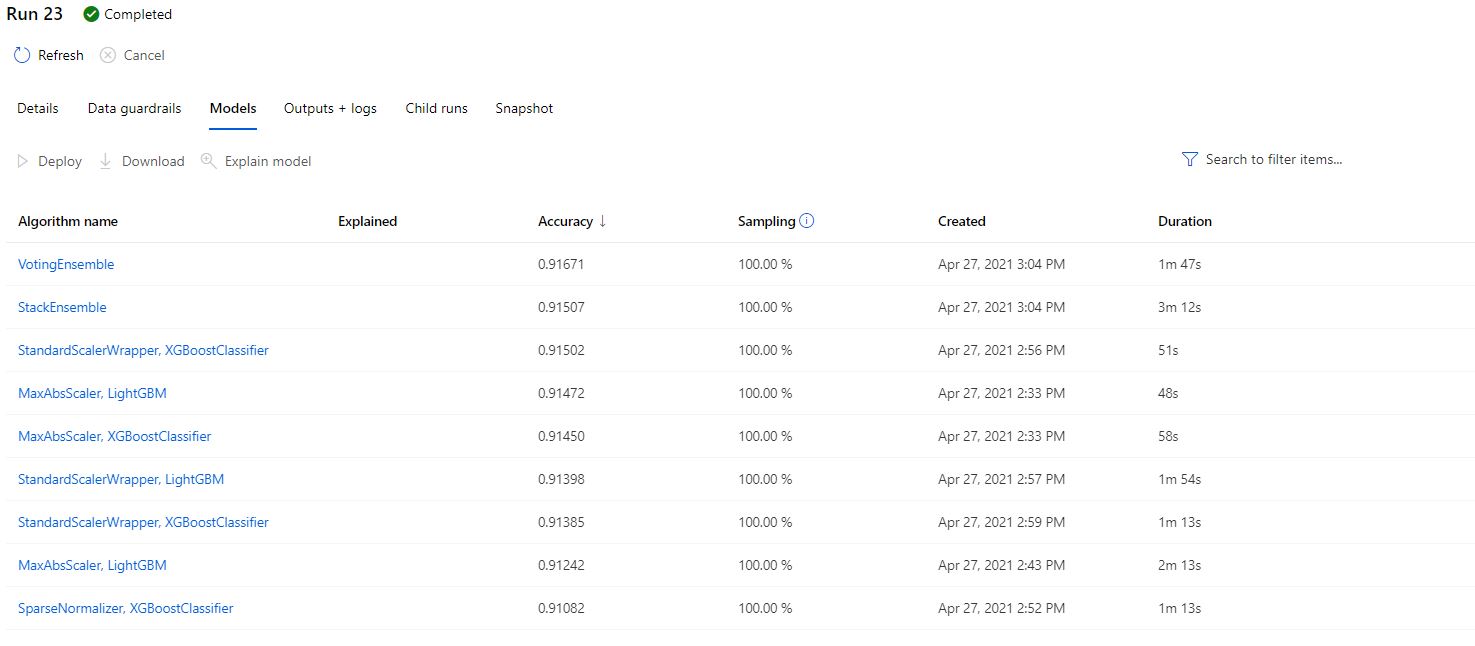 Run 23 Completed
Refresh Cancel
Details Data guardrails Models Outputs + logs Child runs Snapshot
Deploy Download Explain model Search to filter items...
Algorithm name Explained Accuracy ↓ Sampling Created Duration
VotingEnsemble 0.91671 100.00 % Apr 27, 2021 3:04 PM 1m 47s
StackEnsemble 0.91507 100.00 % Apr 27, 2021 3:04 PM 3m 12s
StandardScalerWrapper, XGBoostClassifier 0.91502 100.00 % Apr 27, 2021 2:56 PM 51s
MaxAbsScaler, LightGBM 0.91472 100.00 % Apr 27, 2021 2:33 PM 48s
MaxAbsScaler, XGBoostClassifier 0.91450 100.00 % Apr 27, 2021 2:33 PM 58s
StandardScalerWrapper, LightGBM 0.91398 100.00 % Apr 27, 2021 2:57 PM 1m 54s
StandardScalerWrapper, XGBoostClassifier 0.91385 100.00 % Apr 27, 2021 2:59 PM 1m 13s
MaxAbsScaler, LightGBM 0.91242 100.00 % Apr 27, 2021 2:43 PM 2m 13s
SparseNormalizer, XGBoostClassifier 0.91082 100.00 % Apr 27, 2021 2:52 PM 1m 13s